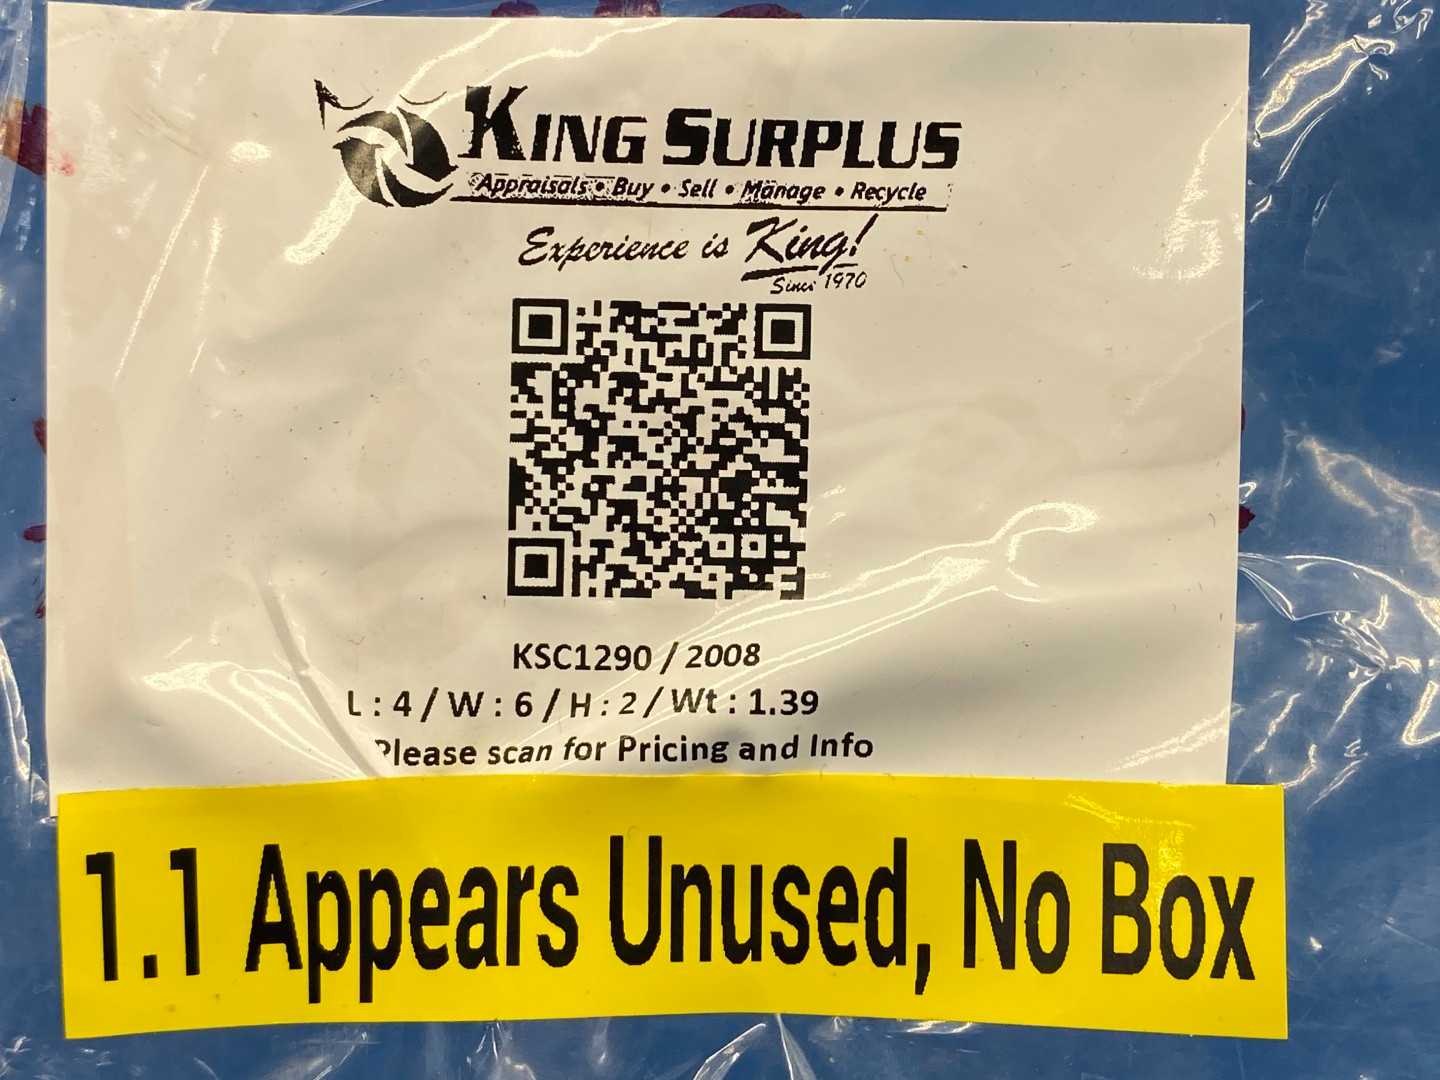 KING SURPLUS
Appraisals • Buy • Sell • Manage • Recycle
Experience is King!
Since 1970
KSC1290 / 2008
L : 4 / W : 6 / H : 2 / Wt : 1.39
Please scan for Pricing and Info
1.1 Appears Unused, No Box